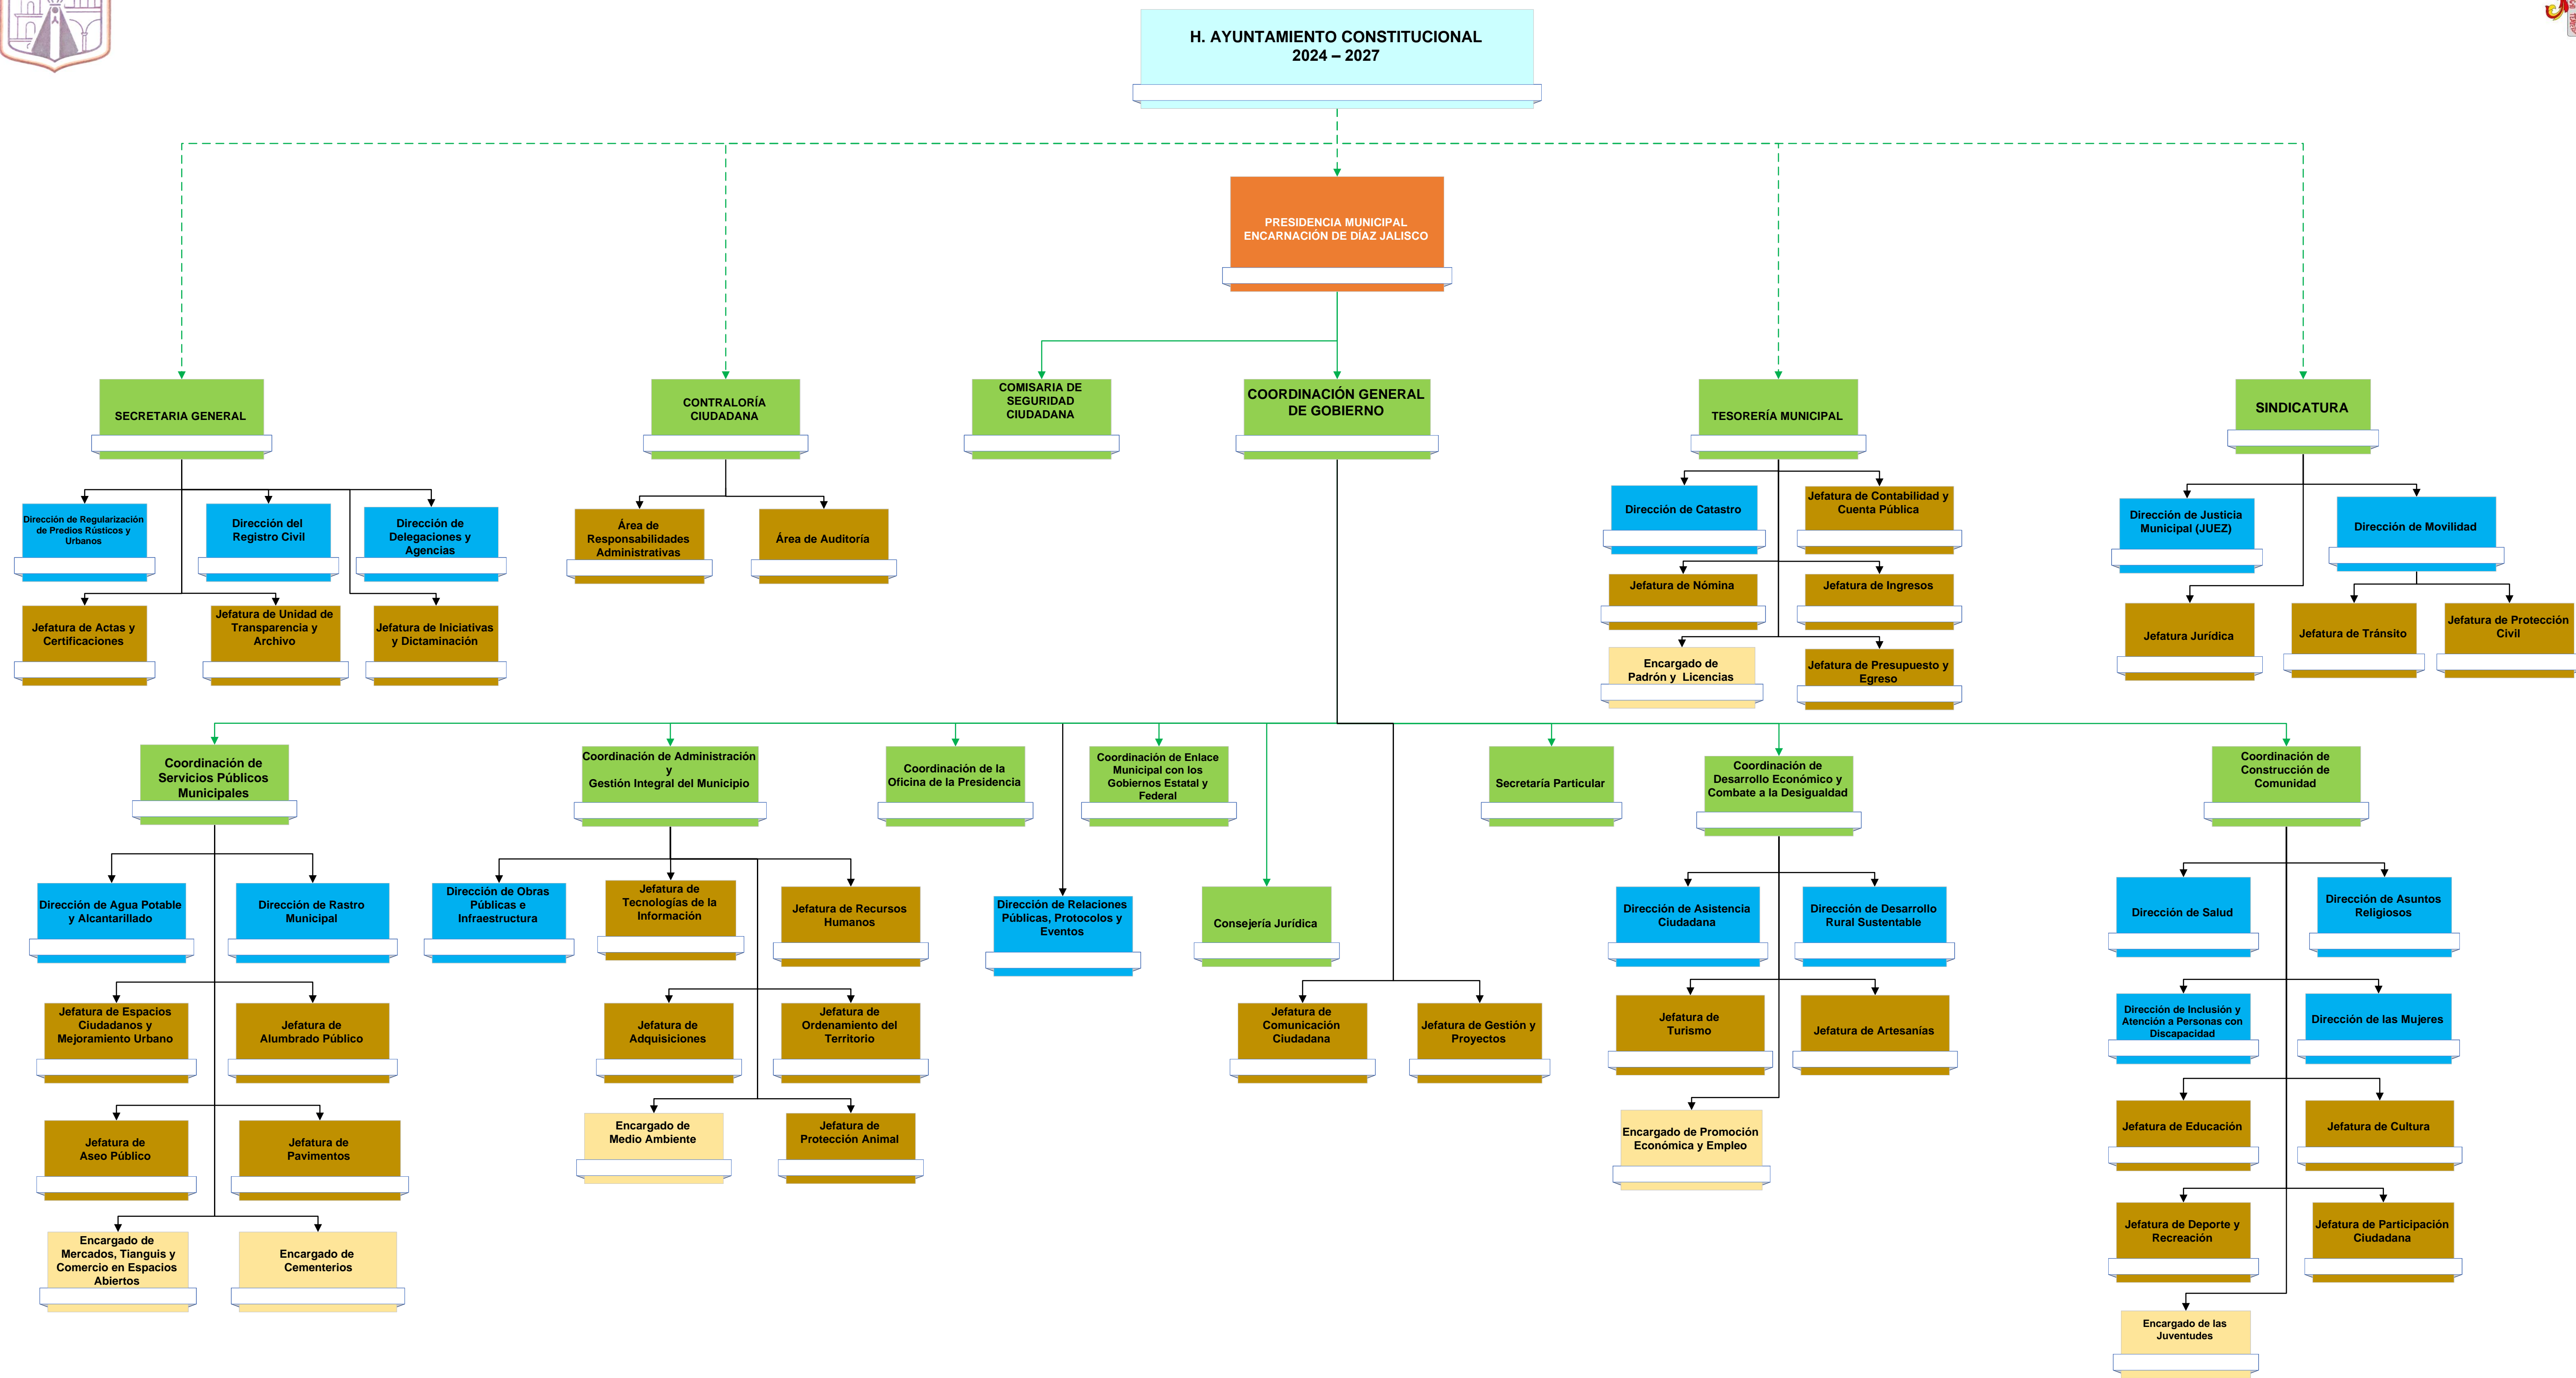 H. AYUNTAMIENTO CONSTITUCIONAL
2024 – 2027
PRESIDENCIA MUNICIPAL
ENCARNACIÓN DE DÍAZ JALISCO
SECRETARIA GENERAL
CONTRALORÍA
CIUDADANA
COMISARIA DE
SEGURIDAD
CIUDADANA
COORDINACIÓN GENERAL
DE GOBIERNO
TESORERÍA MUNICIPAL
SINDICATURA
Dirección de Regularización
de Predios Rústicos y
Urbanos
Dirección del
Registro Civil
Dirección de
Delegaciones y
Agencias
Área de
Responsabilidades
Administrativas
Área de Auditoría
Dirección de Catastro
Jefatura de Contabilidad y
Cuenta Pública
Dirección de Justicia
Municipal (JUEZ)
Dirección de Movilidad
Jefatura de Nómina
Jefatura de Ingresos
Jefatura de Actas y
Certificaciones
Jefatura de Unidad de
Transparencia y
Archivo
Jefatura de Iniciativas
y Dictaminación
Encargado de
Padrón y  Licencias
Jefatura de Presupuesto y
Egreso
Jefatura Jurídica
Jefatura de Tránsito
Jefatura de Protección
Civil
Coordinación de
Servicios Públicos
Municipales
Coordinación de Administración
y
Gestión Integral del Municipio
Coordinación de la
Oficina de la Presidencia
Coordinación de Enlace
Municipal con los
Gobiernos Estatal y
Federal
Secretaría Particular
Coordinación de
Desarrollo Económico y
Combate a la Desigualdad
Coordinación de
Construcción de
Comunidad
Dirección de Agua Potable
y Alcantarillado
Dirección de Rastro
Municipal
Dirección de Obras
Públicas e
Infraestructura
Jefatura de
Tecnologías de la
Información
Jefatura de Recursos
Humanos
Dirección de Relaciones
Públicas, Protocolos y
Eventos
Consejería Jurídica
Dirección de Asistencia
Ciudadana
Dirección de Desarrollo
Rural Sustentable
Dirección de Salud
Dirección de Asuntos
Religiosos
Jefatura de Espacios
Ciudadanos y
Mejoramiento Urbano
Jefatura de
Alumbrado Público
Jefatura de
Adquisiciones
Jefatura de
Ordenamiento del
Territorio
Jefatura de
Comunicación
Ciudadana
Jefatura de Gestión y
Proyectos
Jefatura de
Turismo
Jefatura de Artesanías
Dirección de Inclusión y
Atención a Personas con
Discapacidad
Dirección de las Mujeres
Jefatura de
Aseo Público
Jefatura de
Pavimentos
Encargado de
Medio Ambiente
Jefatura de
Protección Animal
Encargado de Promoción
Económica y Empleo
Jefatura de Educación
Jefatura de Cultura
Encargado de
Mercados, Tianguis y
Comercio en Espacios
Abiertos
Encargado de
Cementerios
Jefatura de Deporte y
Recreación
Jefatura de Participación
Ciudadana
Encargado de las
Juventudes